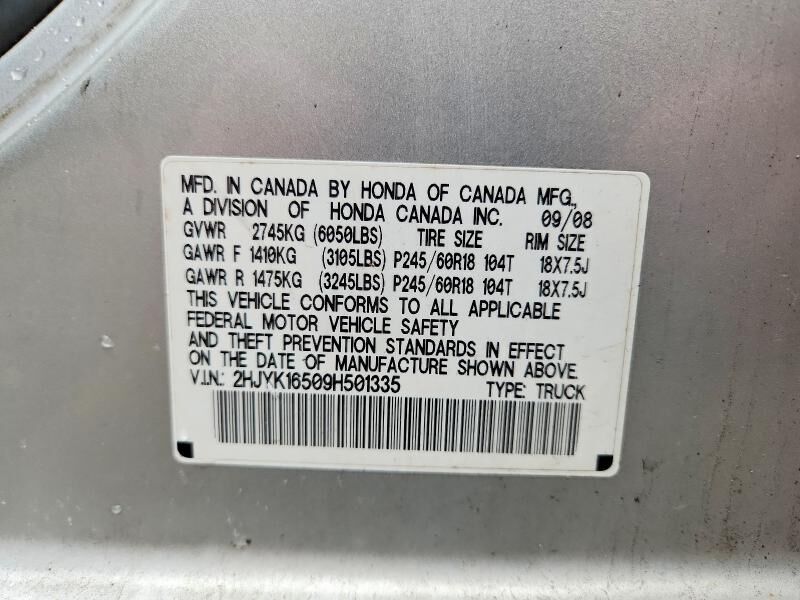 MFD. IN CANADA BY HONDA OF CANADA MFG.,
A DIVISION OF HONDA CANADA INC. 09/08
GVWR 2745KG (6050LBS) TIRE SIZE RIM SIZE
GAWR F 1410KG (3105LBS) P245/60R18 104T 18X7.5J
GAWR R 1475KG (3245LBS) P245/60R18 104T 18X7.5J
THIS VEHICLE CONFORMS TO ALL APPLICABLE
FEDERAL MOTOR VEHICLE SAFETY
AND THEFT PREVENTION STANDARDS IN EFFECT
ON THE DATE OF MANUFACTURE SHOWN ABOVE.
V.I.N.: 2HJYK16509H501335 TYPE: TRUCK